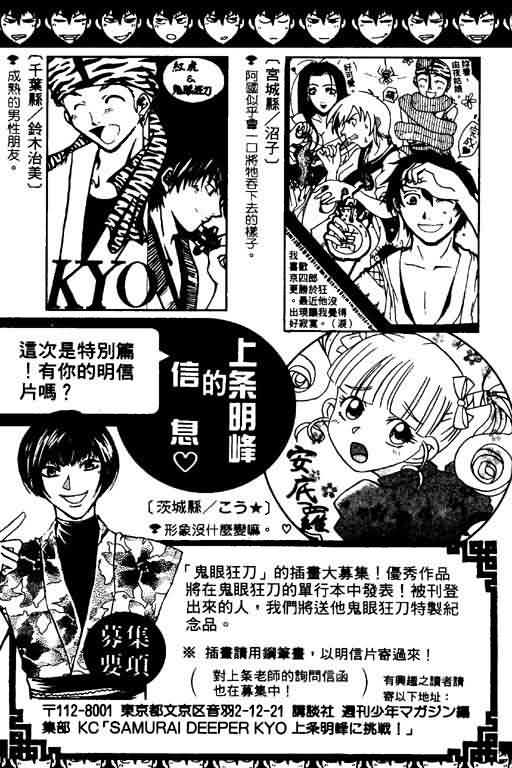 〔宮城縣／沼子〕
阿國似乎會一口將牠吞下去的樣子。
好可愛
我喜歡
京四郎
更勝於狂
。最近他沒
出現讓我覺得
好寂寞。（淚）
紅虎
&
鬼眼狂刀
KYO
〔千葉縣／鈴木治美〕
成熟的男性朋友。
上条明峰
的
信息♡
這次是特別篇
！有你的明信
片嗎？
安底羅
〔茨城縣／こう★〕
形象沒什麼變嘛。♡
募集
要項
「鬼眼狂刀」的插畫大募集！優秀作品
將在鬼眼狂刀的單行本中發表！被刊登
出來的人，我們將送他鬼眼狂刀特製紀
念品。
※ 插畫請用鋼筆畫，以明信片寄過來！
（對上条老師的詢問信函
也在募集中！）
有興趣之讀者請
寄以下地址：
〒112-8001 東京都文京区音羽2-12-21 講談社 週刊少年マガジン編
集部 KC「SAMURAI DEEPER KYO 上条明峰に挑戦！」